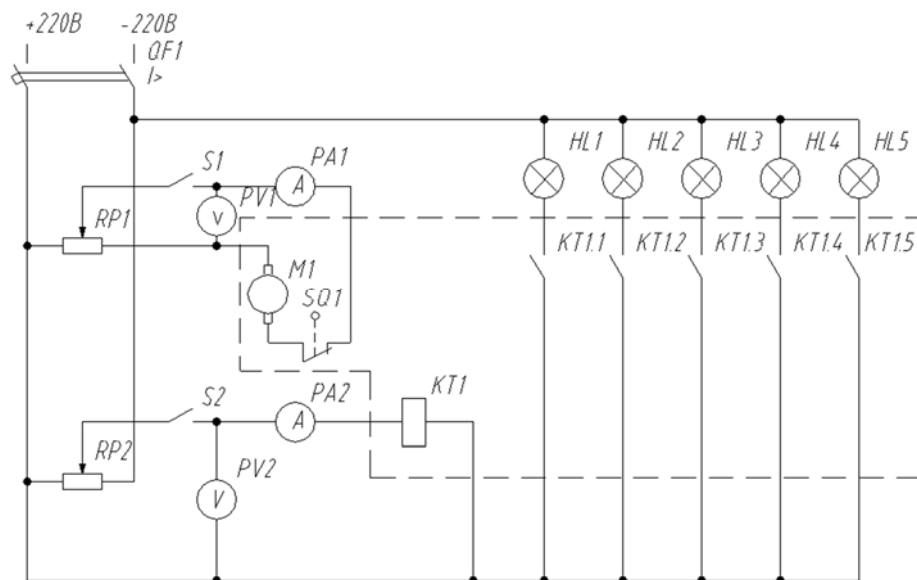 +220В -220В
QF1
I>
S1 PA1 HL1 HL2 HL3 HL4 HL5
A
PV1
V
RP1 KT1.1 KT1.2 KT1.3 KT1.4 KT1.5
M1
SQ1
S2 PA2 KT1
A
RP2 PV2
V